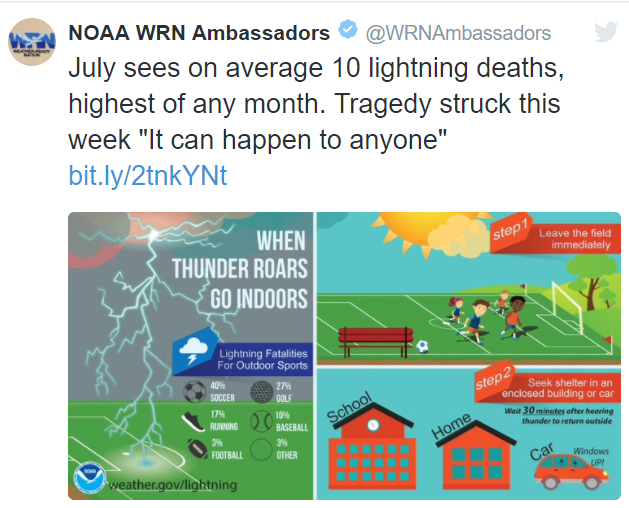 NOAA WRN Ambassadors @WRNAmbassadors
WRN
WEATHER-READY
NATION
July sees on average 10 lightning deaths,
highest of any month. Tragedy struck this
week "It can happen to anyone"
bit.ly/2tnkYNt
WHEN
THUNDER ROARS
GO INDOORS
Lightning Fatalities
For Outdoor Sports
40%
SOCCER
27%
GOLF
17%
RUNNING
10%
BASEBALL
3%
FOOTBALL
3%
OTHER
NOAA
weather.gov/lightning
step1
Leave the field
immediately
step2
Seek shelter in an
enclosed building or car
Wait 30 minutes after hearing
thunder to return outside
School
Home
Car
Windows
UP!